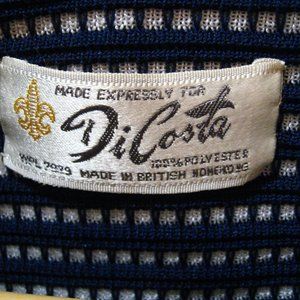 MADE EXPRESSLY FOR
DiCosta
100% POLYESTER
WPL 7939 MADE IN BRITISH HONGKONG